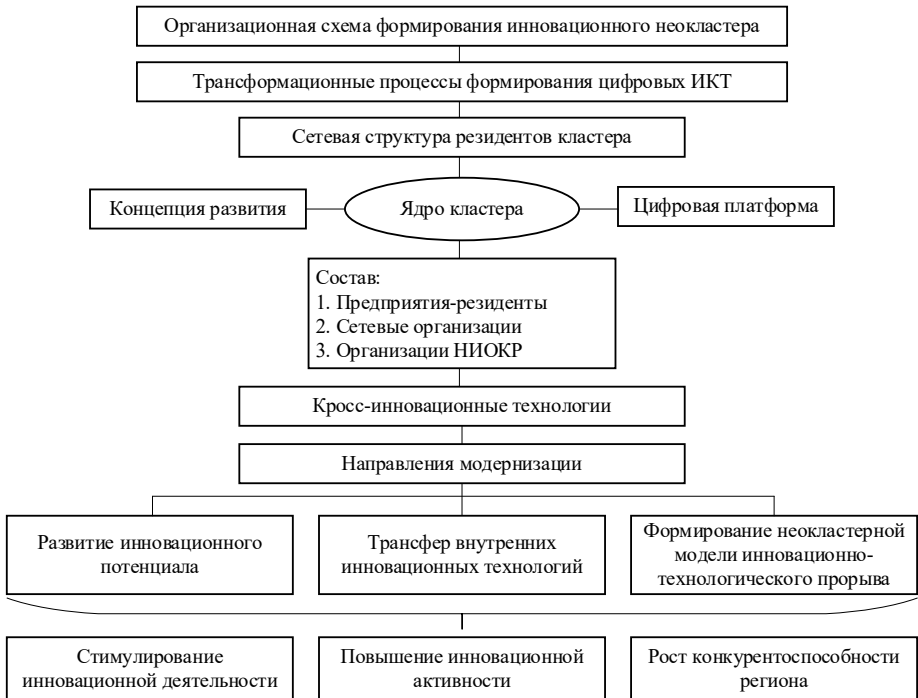 Организационная схема формирования инновационного неокластера
Трансформационные процессы формирования цифровых ИКТ
Сетевая структура резидентов кластера
Концепция развития
Ядро кластера
Цифровая платформа
Состав:
1. Предприятия-резиденты
2. Сетевые организации
3. Организации НИОКР
Кросс-инновационные технологии
Направления модернизации
Развитие инновационного
потенциала
Трансфер внутренних
инновационных технологий
Формирование неокластерной
модели инновационно-
технологического прорыва
Стимулирование
инновационной деятельности
Повышение инновационной
активности
Рост конкурентоспособности
региона